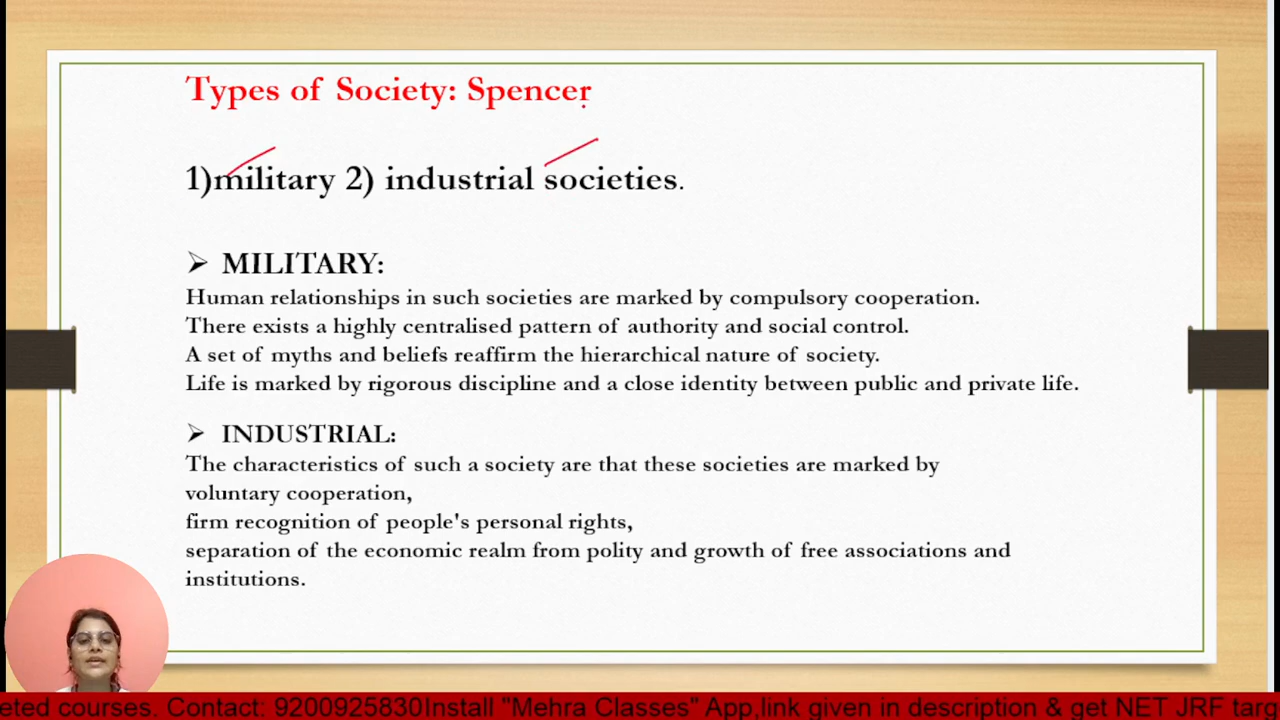 Types of Society: Spencer
1)military 2) industrial societies.
➢ MILITARY:
Human relationships in such societies are marked by compulsory cooperation.
There exists a highly centralised pattern of authority and social control.
A set of myths and beliefs reaffirm the hierarchical nature of society.
Life is marked by rigorous discipline and a close identity between public and private life.
➢ INDUSTRIAL:
The characteristics of such a society are that these societies are marked by
voluntary cooperation,
firm recognition of people's personal rights,
separation of the economic realm from polity and growth of free associations and
institutions.
eted courses. Contact: 9200925830Install "Mehra Classes" App,link given in description & get NET JRF targ